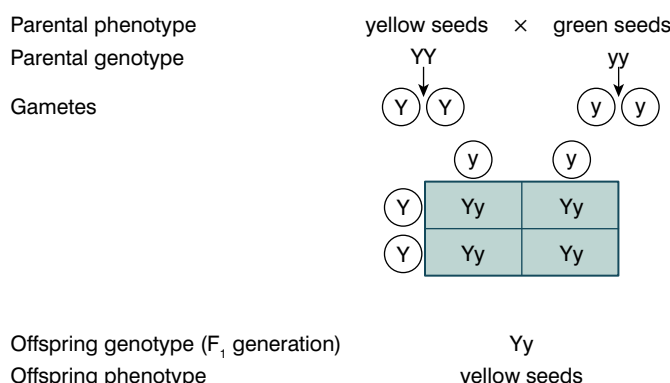 Parental phenotype yellow seeds × green seeds
Parental genotype YY yy
Gametes Y Y y y
y y
Y Yy Yy
Y Yy Yy
Offspring genotype (F₁ generation) Yy
Offspring phenotype yellow seeds